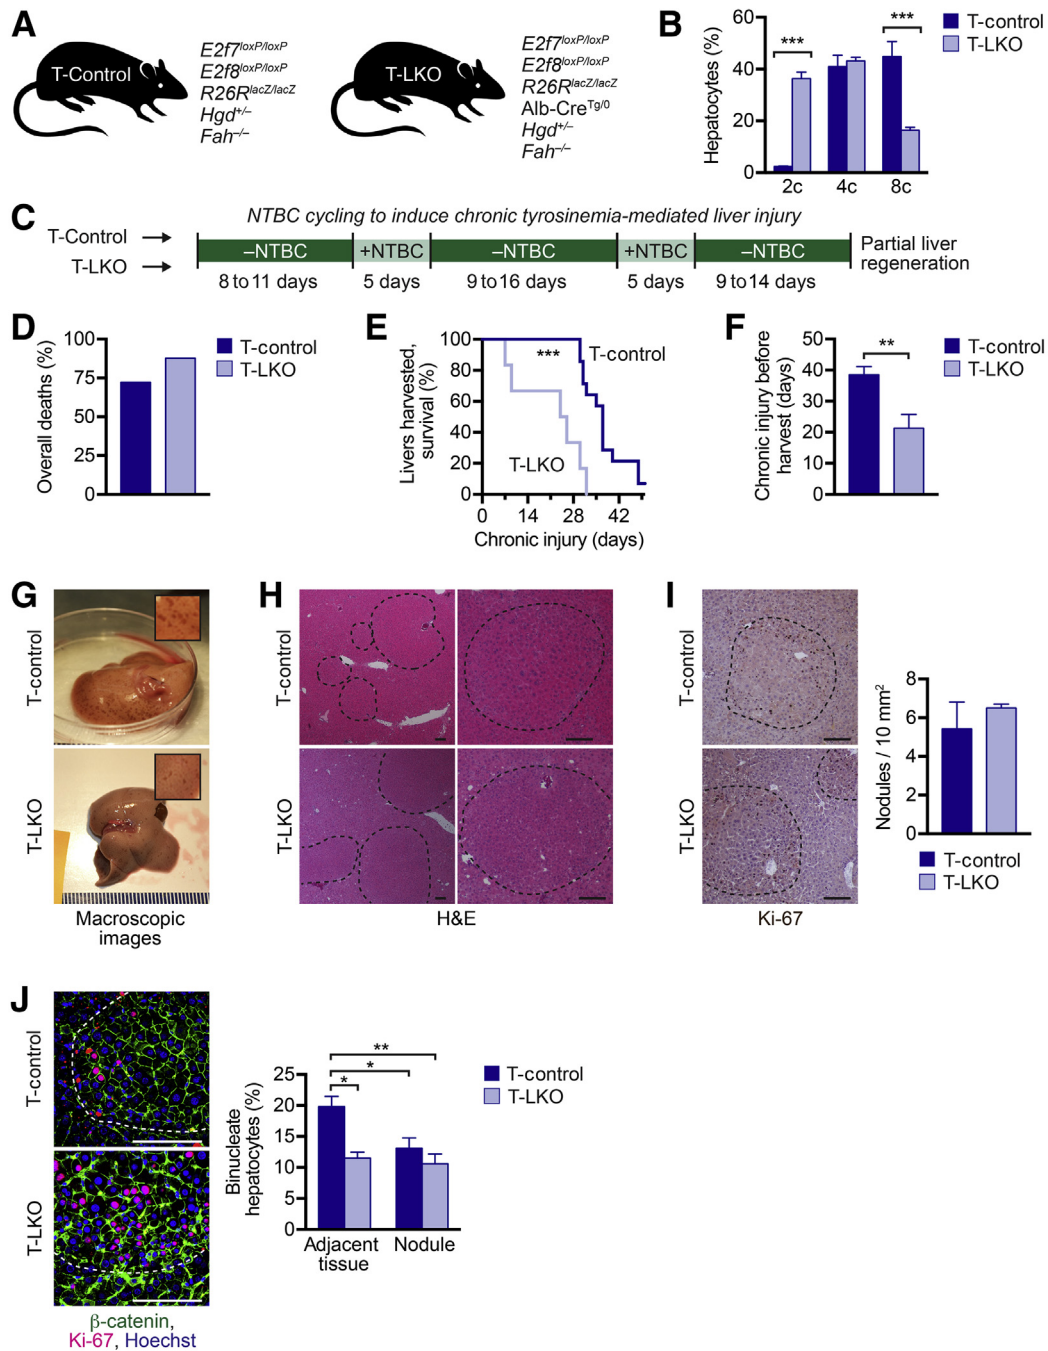 A
T-Control
E2f7loxP/loxP
E2f8loxP/loxP
R26RlacZ/lacZ
Hgd+/–
Fah–/–
T-LKO
E2f7loxP/loxP
E2f8loxP/loxP
R26RlacZ/lacZ
Alb-CreTg/0
Hgd+/–
Fah–/–
B
Hepatocytes (%)
60
40
20
0
***
***
2c 4c 8c
T-control
T-LKO
C
NTBC cycling to induce chronic tyrosinemia-mediated liver injury
T-Control
T-LKO
–NTBC +NTBC –NTBC +NTBC –NTBC
8 to 11 days 5 days 9 to 16 days 5 days 9 to 14 days
Partial liver
regeneration
D
Overall deaths (%)
100
75
50
25
0
T-control
T-LKO
E
Livers harvested,
survival (%)
100
80
60
40
20
0
***
T-control
T-LKO
0 14 28 42
Chronic injury (days)
F
Chronic injury before
harvest (days)
50
40
30
20
10
0
**
T-control
T-LKO
G
T-control
T-LKO
Macroscopic
images
H
T-control
T-LKO
H&E
I
T-control
T-LKO
Ki-67
Nodules / 10 mm2
8
6
4
2
0
T-control
T-LKO
J
T-control
T-LKO
β-catenin,
Ki-67, Hoechst
Binucleate
hepatocytes (%)
25
20
15
10
5
0
**
*
*
Adjacent
tissue
Nodule
T-control
T-LKO